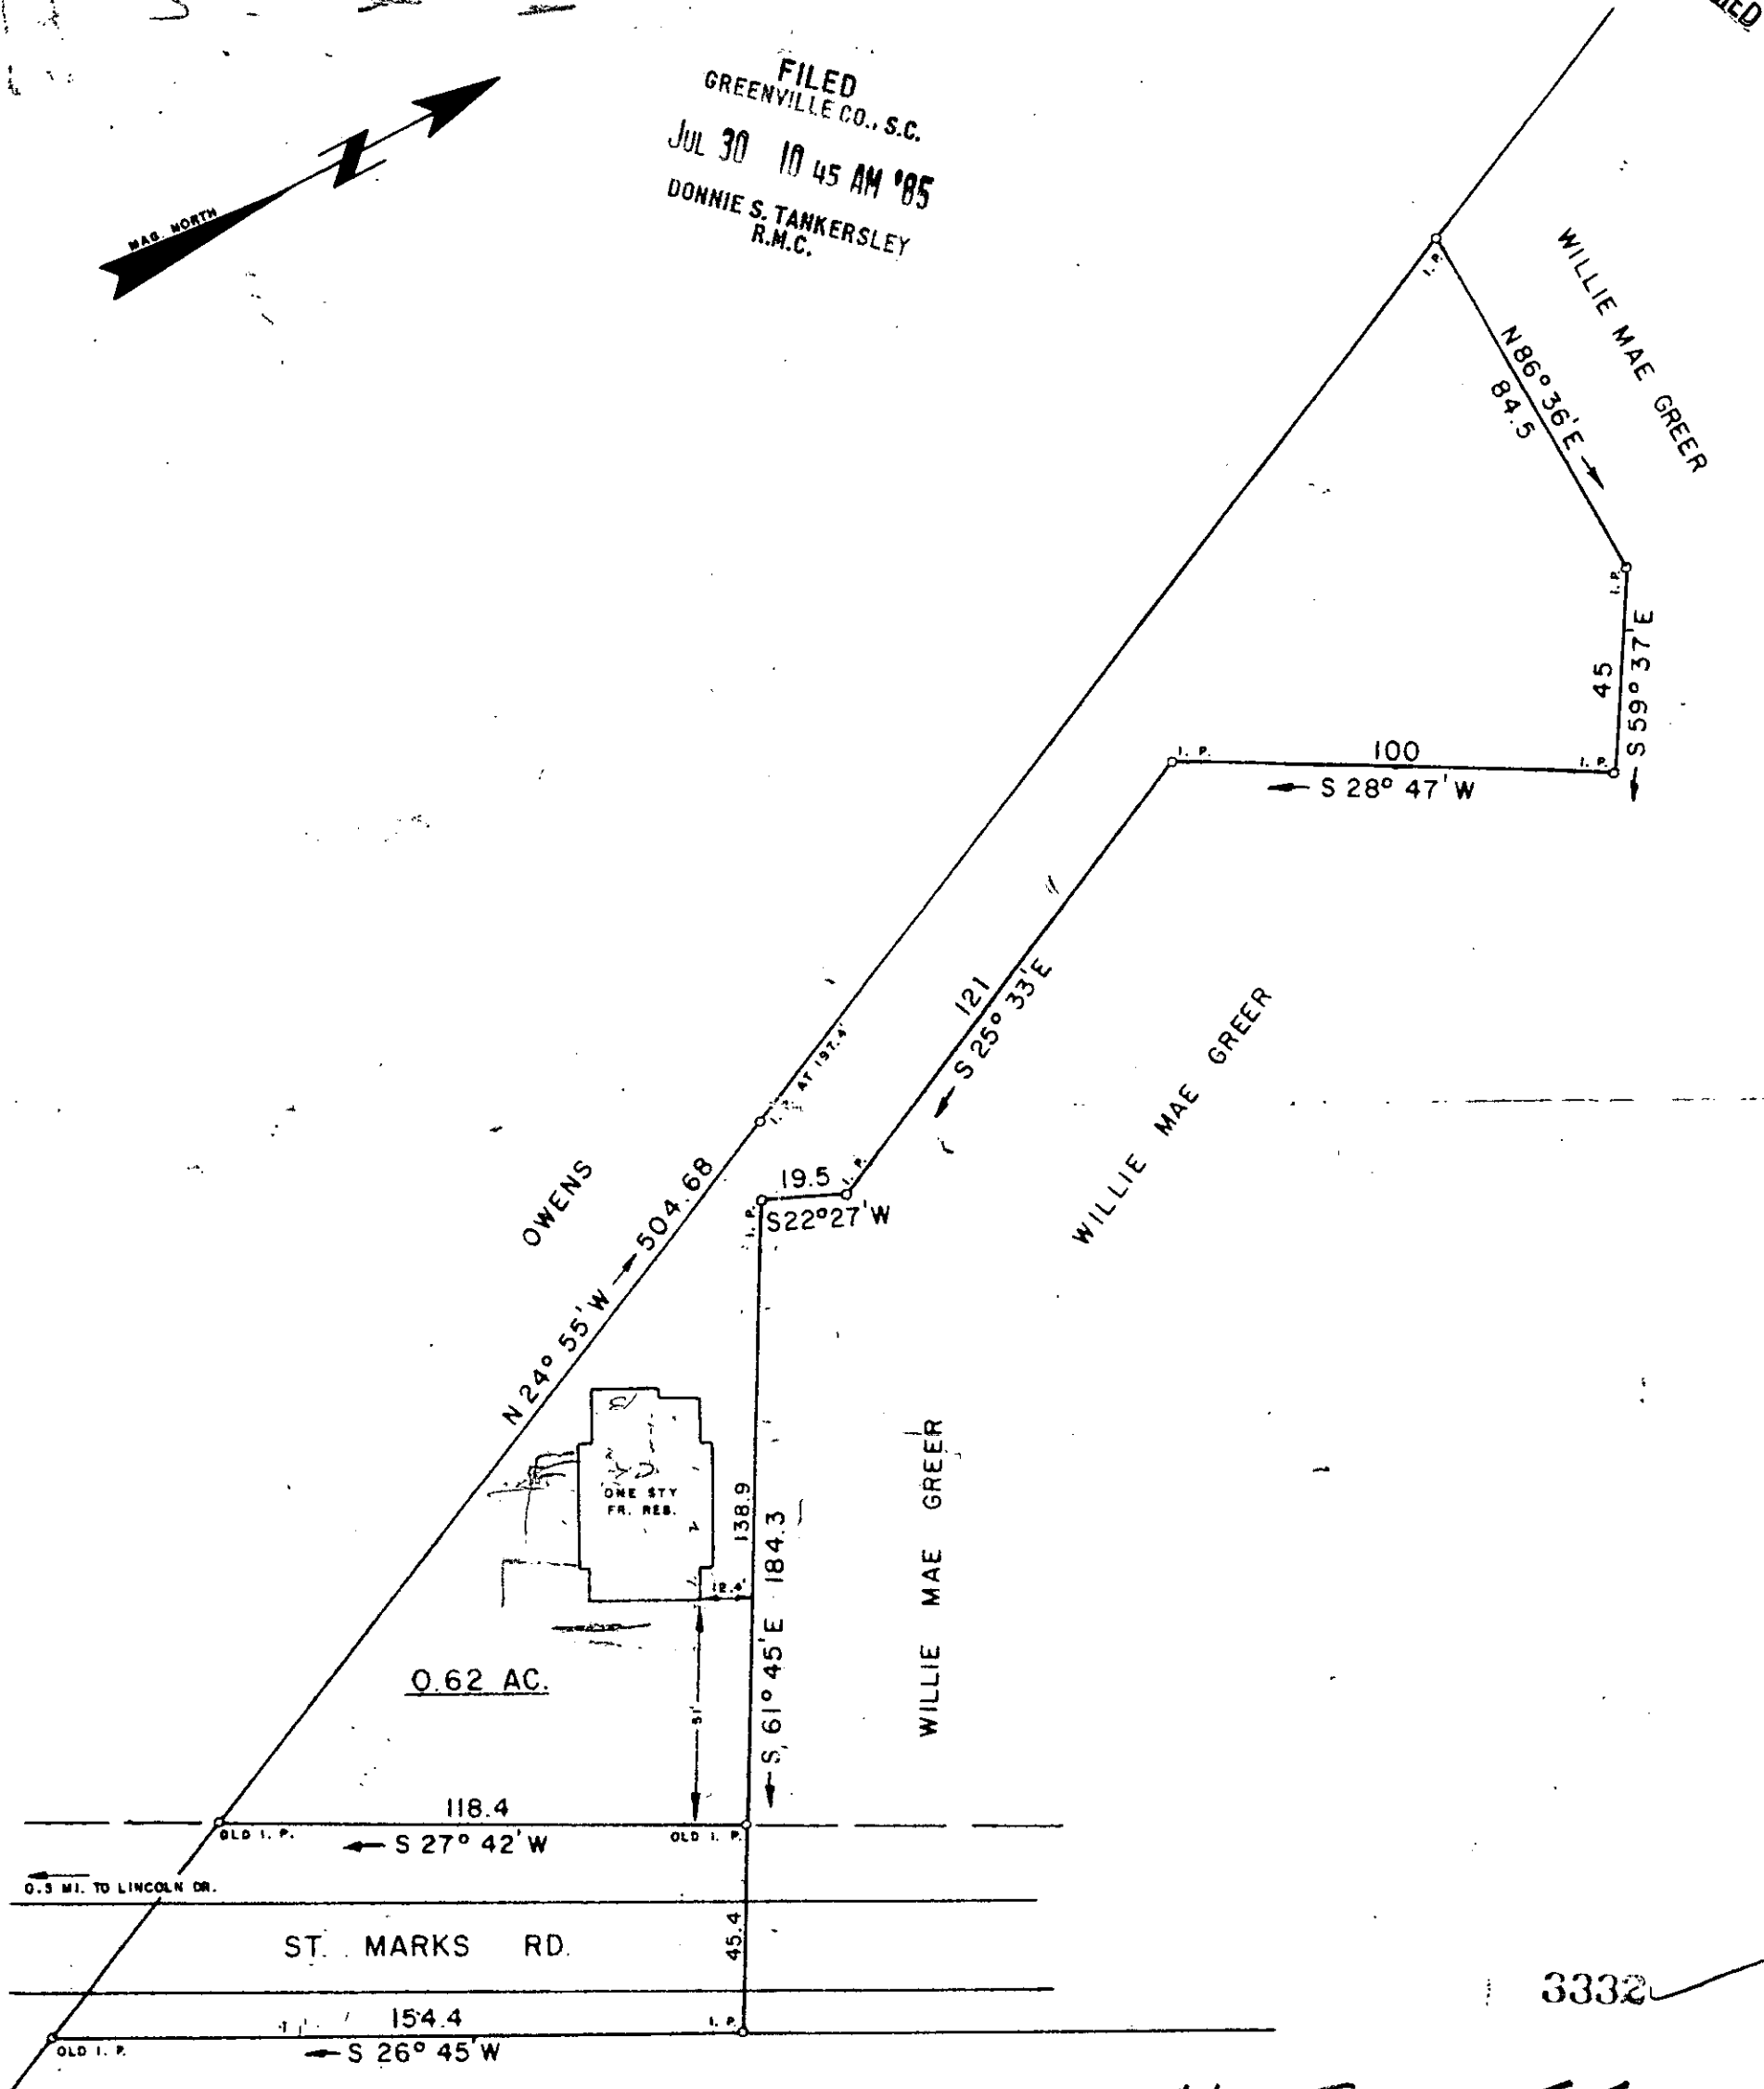 FILED
GREENVILLE CO., S.C.
JUL 30 10 45 AM '85
DONNIE S. TANKERSLEY
R.M.C.
MAG. NORTH
I. P.
WILLIE MAE GREER
N 86° 36' E
84.5
I. P.
45
S 59° 37' E
I. P.
100
I. P.
S 28° 47' W
121
S 25° 33' E
WILLIE MAE GREER
AT 197.4'
OWENS
N 24° 55' W 504.68
19.5
I. P.
I. P.
S 22° 27' W
ONE STY
FR. RES.
12.4'
138.9
S 61° 45' E 184.3
WILLIE MAE GREER
51'
0.62 AC.
118.4
OLD I. P.
OLD I. P.
S 27° 42' W
0.5 MI. TO LINCOLN DR.
ST. MARKS RD.
45.4
154.4
I. P.
OLD I. P.
S 26° 45' W
3332